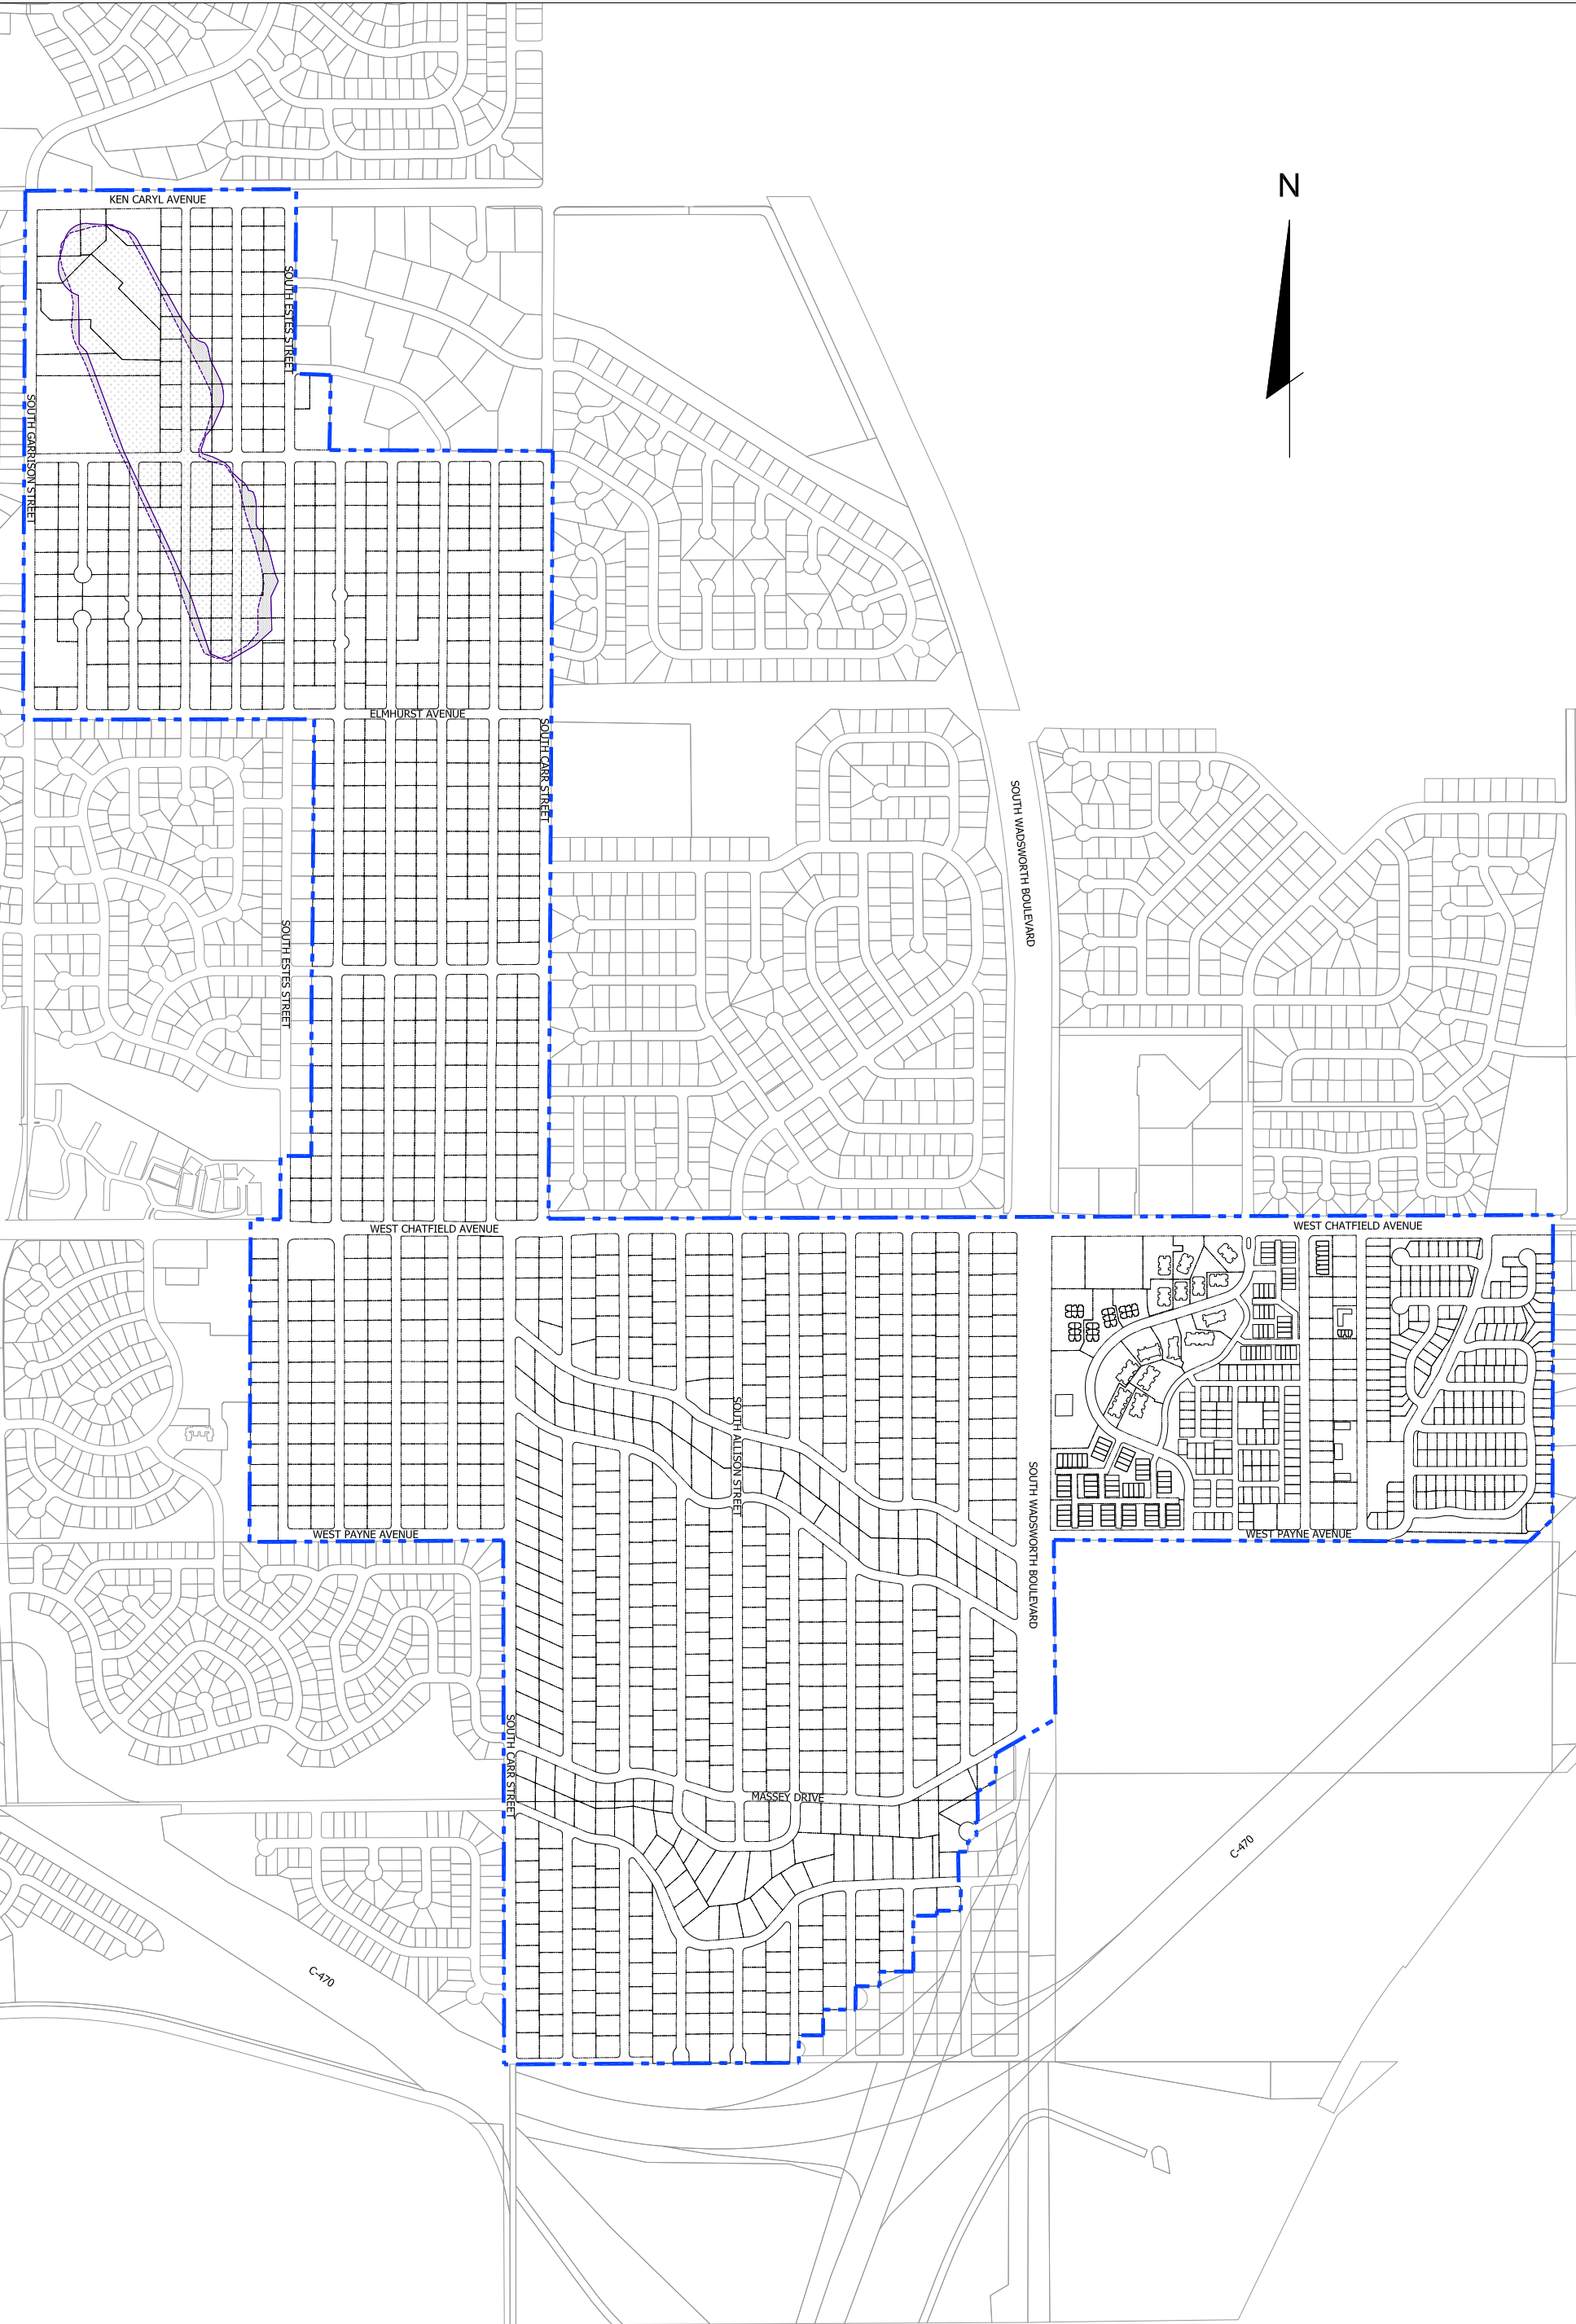 N
KEN CARYL AVENUE
SOUTH ESTES STREET
SOUTH GARRISON STREET
ELMHURST AVENUE
SOUTH CARR STREET
SOUTH WADSWORTH BOULEVARD
SOUTH ESTES STREET
WEST CHATFIELD AVENUE
WEST CHATFIELD AVENUE
SOUTH ALLISON STREET
SOUTH WADSWORTH BOULEVARD
WEST PAYNE AVENUE
WEST PAYNE AVENUE
SOUTH CARR STREET
MASSEY DRIVE
C-470
C-470